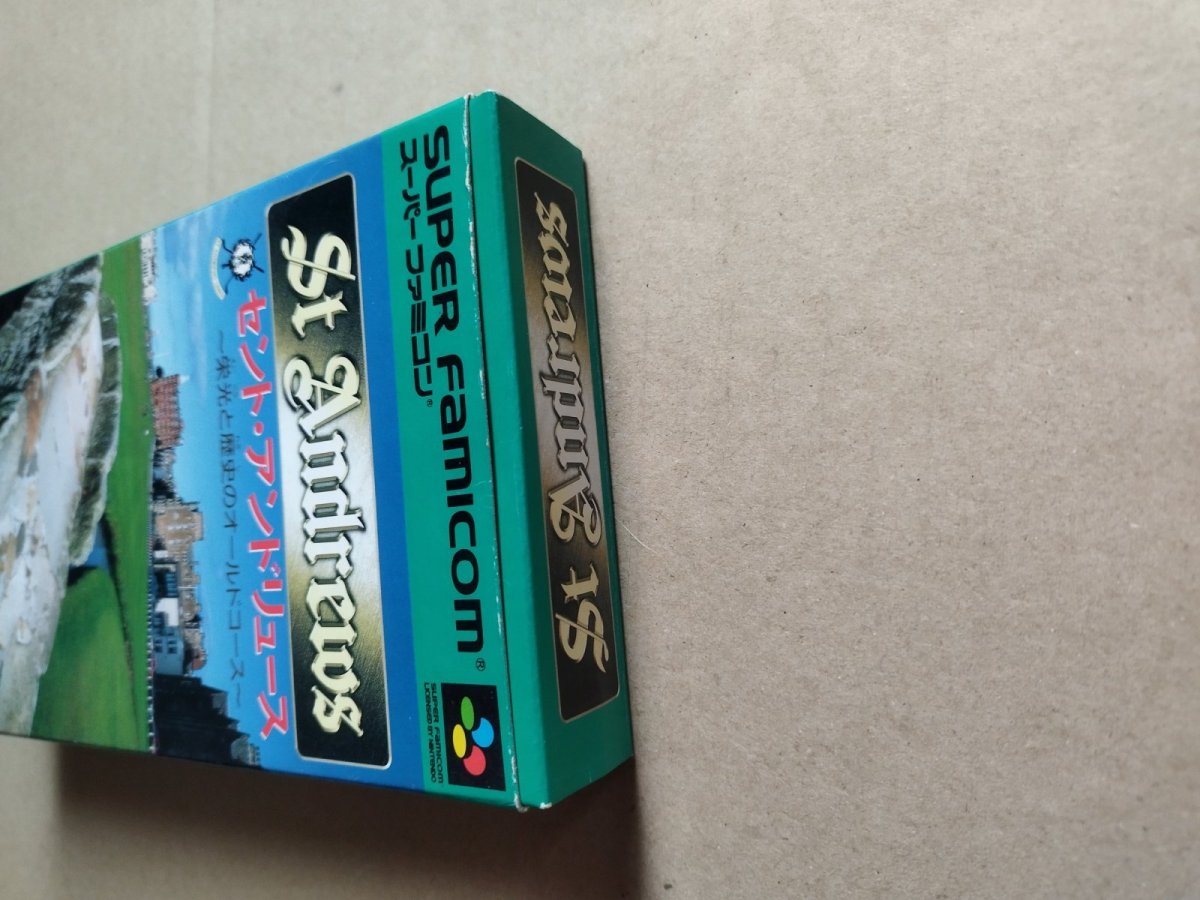 SUPER FAMICOM®
スーパーファミコン®
SUPER FAMICOM
LICENSED BY NINTENDO
St Andrews
セント・アンドリュース
~栄光と歴史のオールドコース~
St Andrews